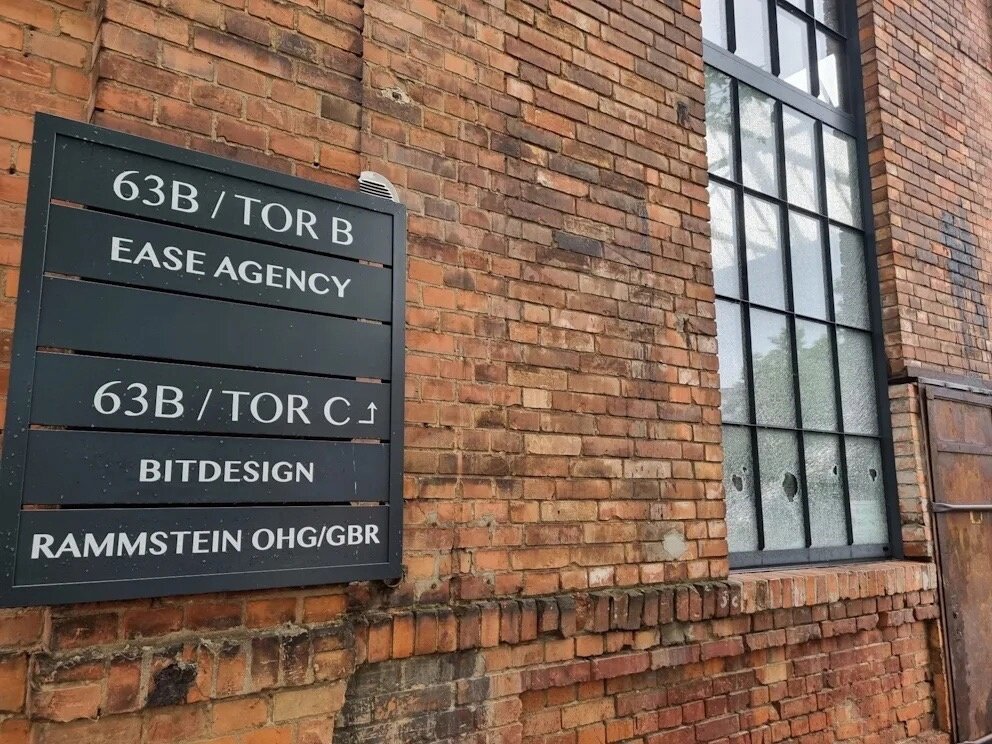 63B / TOR B
EASE AGENCY
63B / TOR C
BITDESIGN
RAMMSTEIN OHG/GBR